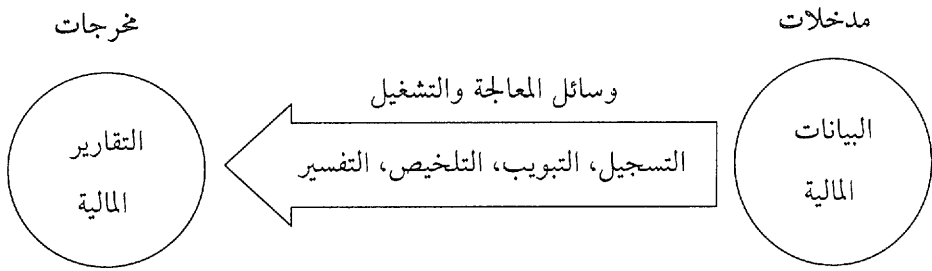 مدخلات
مخرجات
وسائل المعالجة والتشغيل
البيانات
المالية
التسجيل، التبويب، التلخيص، التفسير
التقارير
المالية